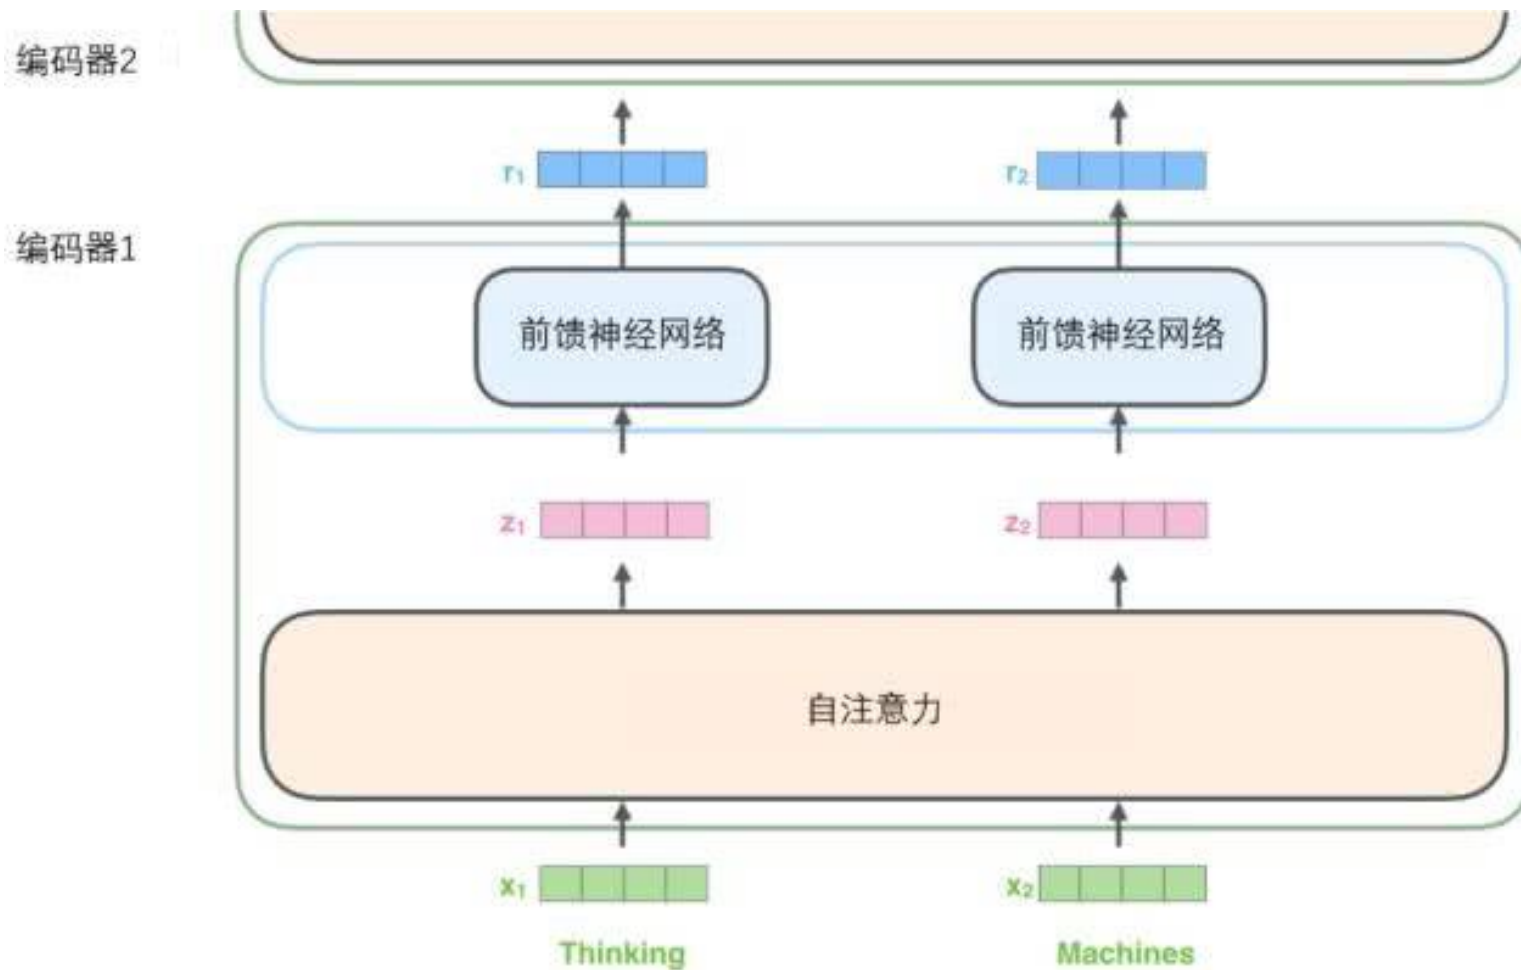 编码器2
r₁
r₂
编码器1
前馈神经网络
前馈神经网络
z₁
z₂
自注意力
x₁
x₂
Thinking
Machines